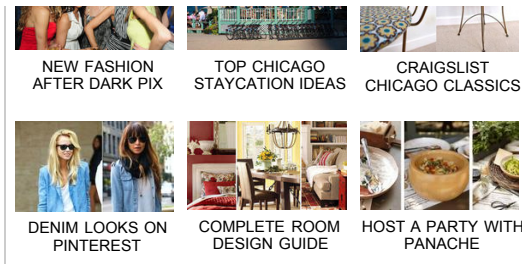 NEW FASHION
AFTER DARK PIX
TOP CHICAGO
STAYCATION IDEAS
CRAIGSLIST
CHICAGO CLASSICS
DENIM LOOKS ON
PINTEREST
COMPLETE ROOM
DESIGN GUIDE
HOST A PARTY WITH
PANACHE